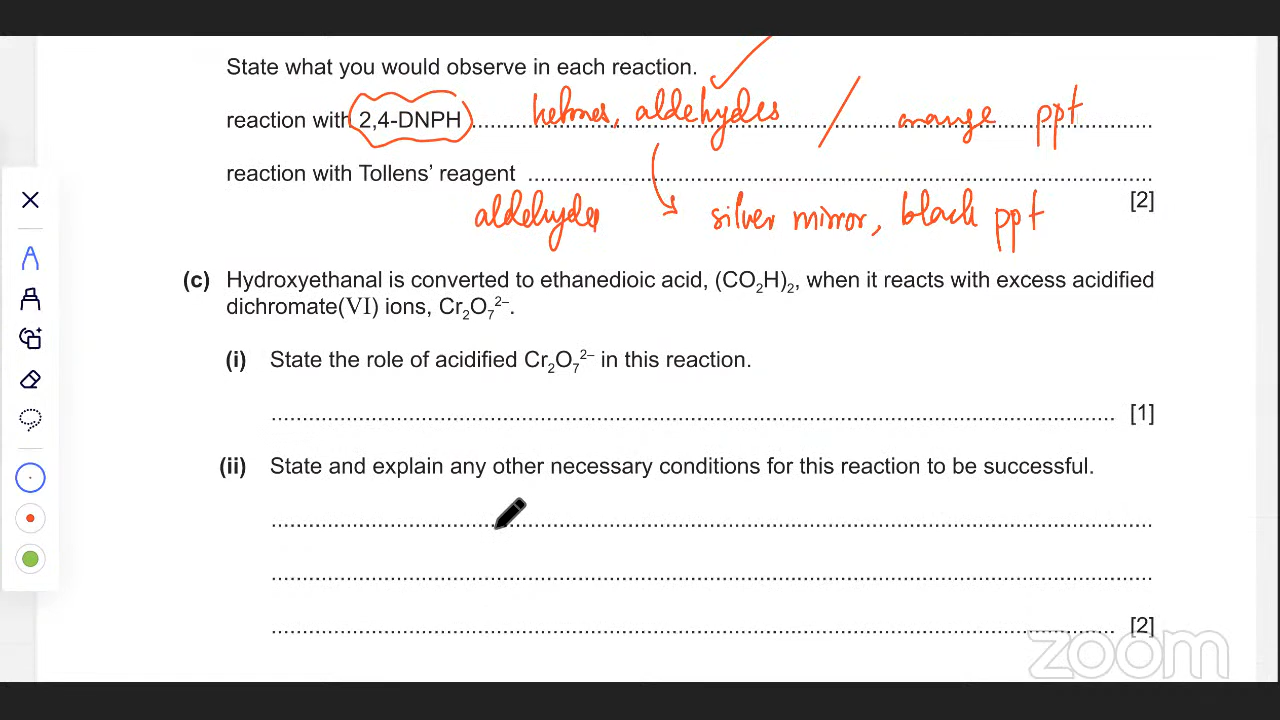 State what you would observe in each reaction.
reaction with 2,4-DNPH ketones, aldehydes / orange ppt
reaction with Tollens' reagent
[2]
aldehydes silver mirror, black ppt
(c) Hydroxyethanal is converted to ethanedioic acid, (CO₂H)₂, when it reacts with excess acidified
dichromate(VI) ions, Cr₂O₇²⁻.
(i) State the role of acidified Cr₂O₇²⁻ in this reaction.
[1]
(ii) State and explain any other necessary conditions for this reaction to be successful.
[2]
zoom